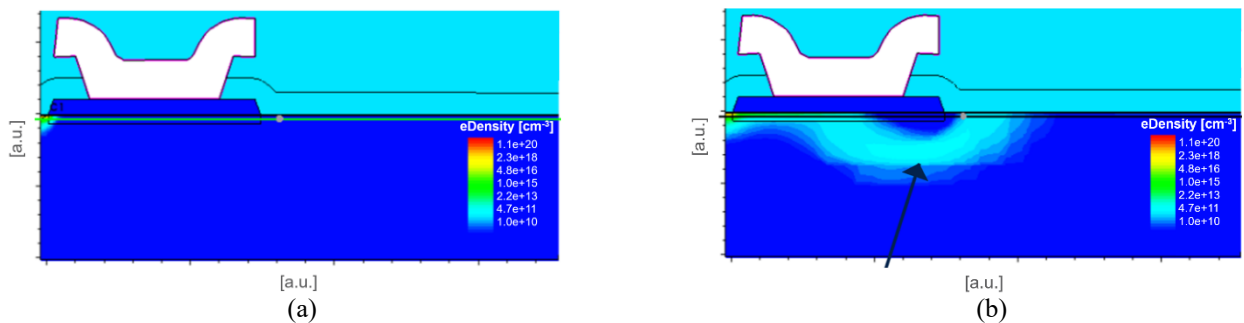 C1
eDensity [cm⁻³]
1.1e+20
2.3e+18
4.8e+16
1.0e+15
2.2e+13
4.7e+11
1.0e+10
[a.u.]
[a.u.]
(a)
eDensity [cm⁻³]
1.1e+20
2.3e+18
4.8e+16
1.0e+15
2.2e+13
4.7e+11
1.0e+10
[a.u.]
[a.u.]
(b)